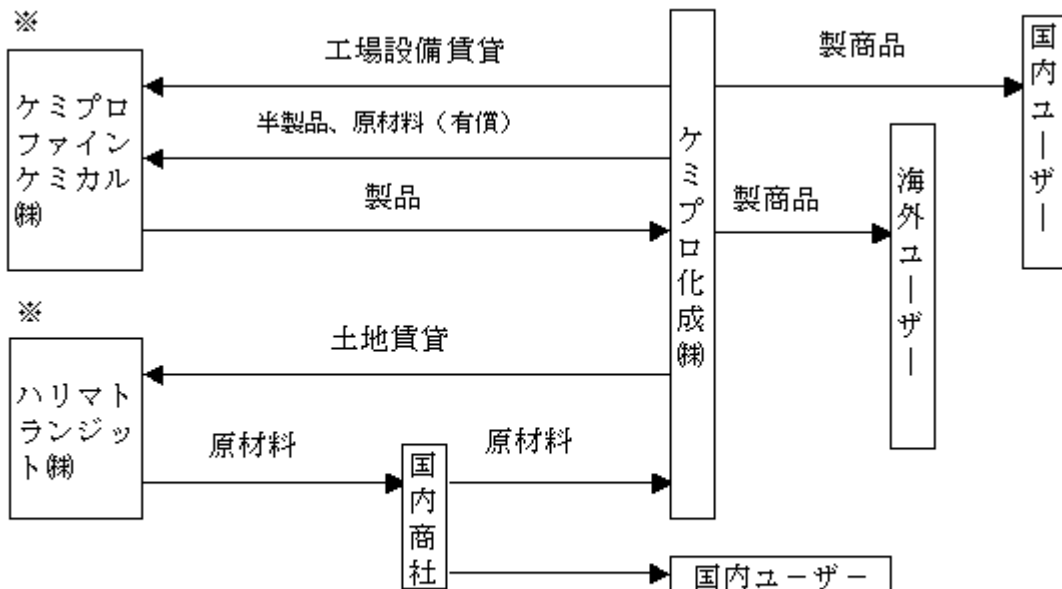 ※
ケミプロ
ファイン
ケミカル
㈱
工場設備賃貸
半製品、原材料（有償）
製品
ケミプロ化成㈱
製商品
国内ユーザー
製商品
海外ユーザー
※
ハリマト
ランジッ
ト㈱
土地賃貸
原材料
国内商社
原材料
国内ユーザー